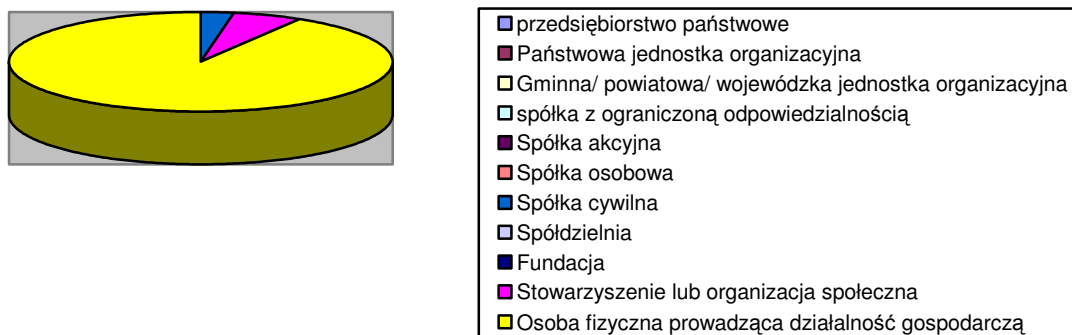 przedsiębiorstwo państwowe
Państwowa jednostka organizacyjna
Gminna/ powiatowa/ wojewódzka jednostka organizacyjna
spółka z ograniczoną odpowiedzialnością
Spółka akcyjna
Spółka osobowa
Spółka cywilna
Spółdzielnia
Fundacja
Stowarzyszenie lub organizacja społeczna
Osoba fizyczna prowadząca działalność gospodarczą